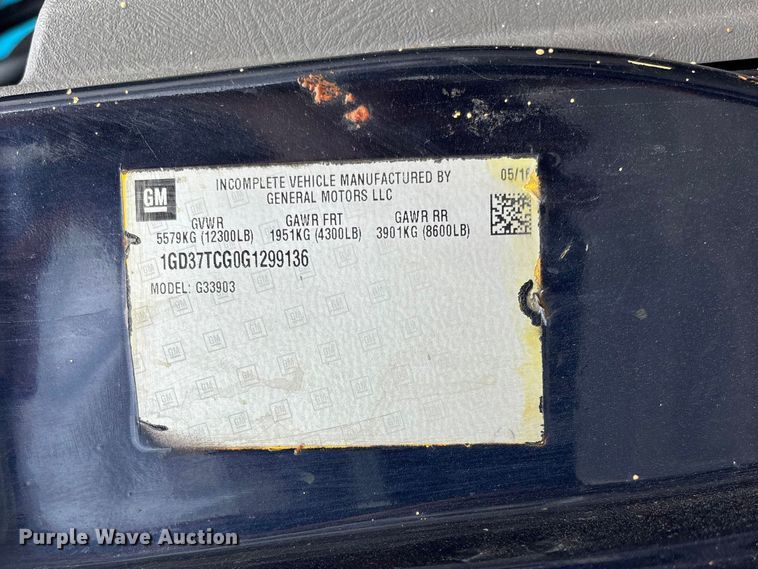 GM
INCOMPLETE VEHICLE MANUFACTURED BY
GENERAL MOTORS LLC
05/16
GVWR GAWR FRT GAWR RR
5579KG (12300LB) 1951KG (4300LB) 3901KG (8600LB)
1GD37TCG0G1299136
MODEL: G33903
Purple Wave Auction